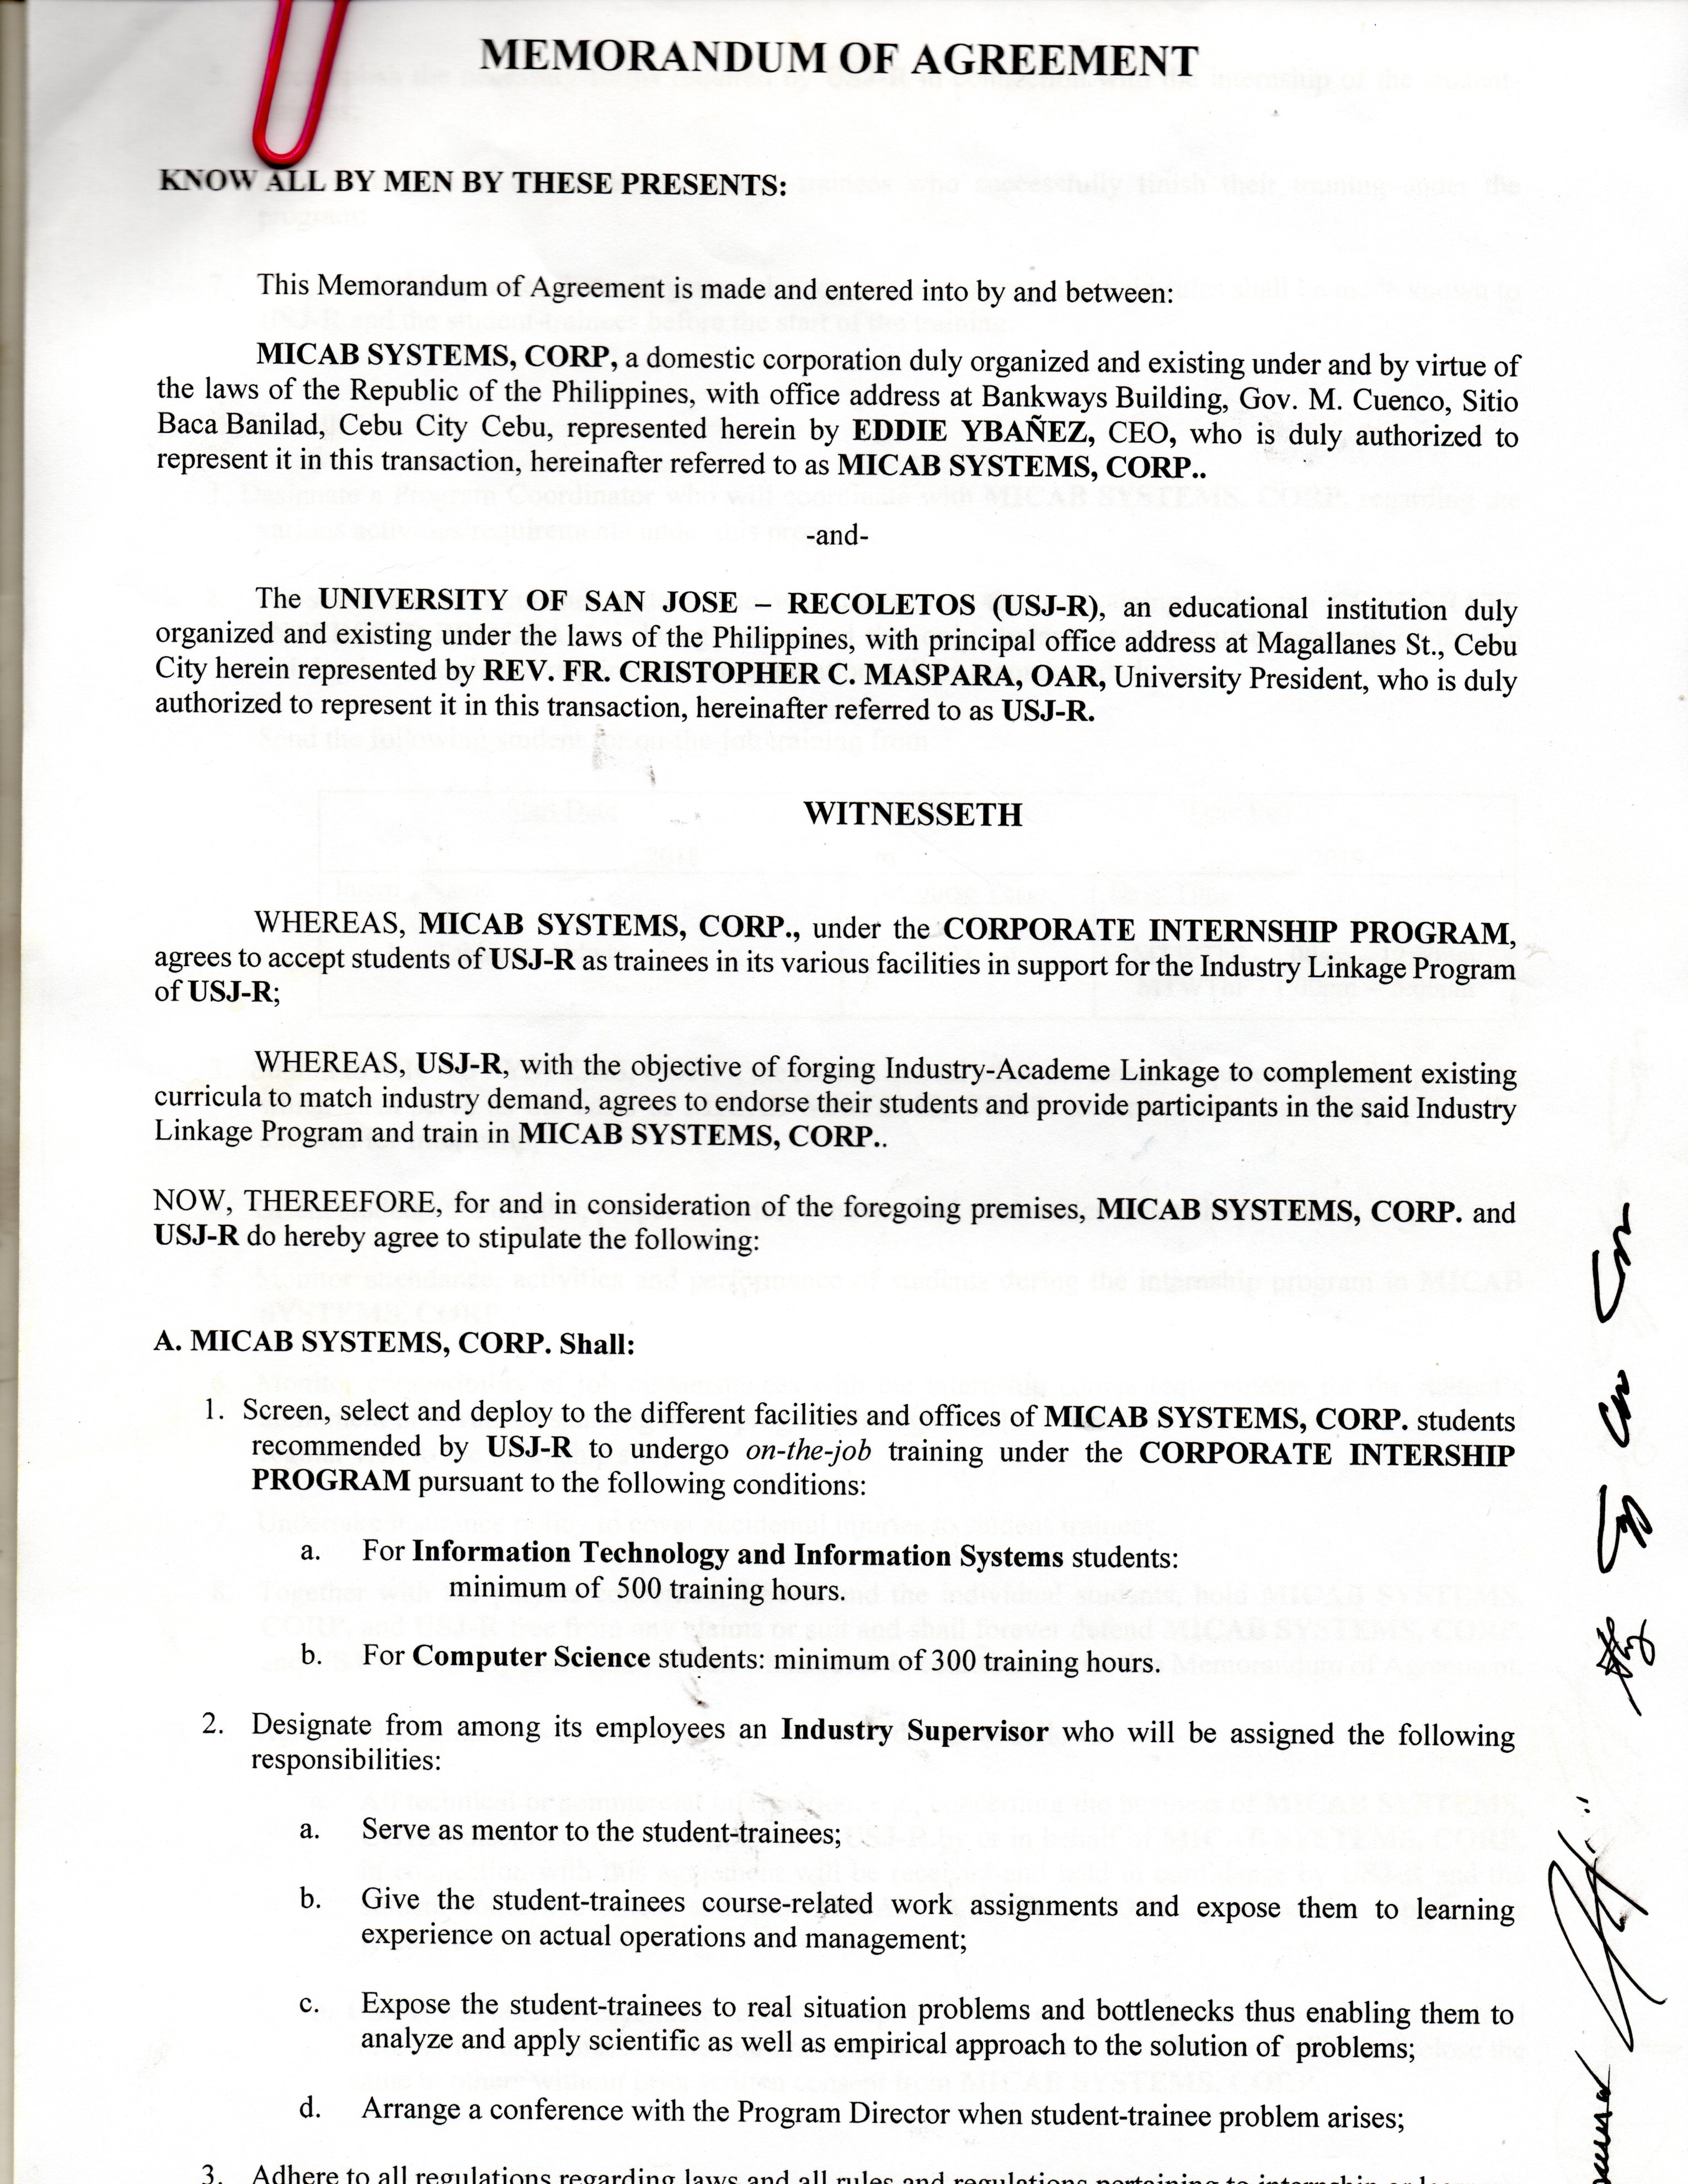 MEMORANDUM OF AGREEMENT
KNOW ALL BY MEN BY THESE PRESENTS:
This Memorandum of Agreement is made and entered into by and between:
MICAB SYSTEMS, CORP, a domestic corporation duly organized and existing under and by virtue of
the laws of the Republic of the Philippines, with office address at Bankways Building, Gov. M. Cuenco, Sitio
Baca Banilad, Cebu City Cebu, represented herein by EDDIE YBAÑEZ, CEO, who is duly authorized to
represent it in this transaction, hereinafter referred to as MICAB SYSTEMS, CORP..
-and-
The UNIVERSITY OF SAN JOSE – RECOLETOS (USJ-R), an educational institution duly
organized and existing under the laws of the Philippines, with principal office address at Magallanes St., Cebu
City herein represented by REV. FR. CRISTOPHER C. MASPARA, OAR, University President, who is duly
authorized to represent it in this transaction, hereinafter referred to as USJ-R.
WITNESSETH
WHEREAS, MICAB SYSTEMS, CORP., under the CORPORATE INTERNSHIP PROGRAM,
agrees to accept students of USJ-R as trainees in its various facilities in support for the Industry Linkage Program
of USJ-R;
WHEREAS, USJ-R, with the objective of forging Industry-Academe Linkage to complement existing
curricula to match industry demand, agrees to endorse their students and provide participants in the said Industry
Linkage Program and train in MICAB SYSTEMS, CORP..
NOW, THEREEFORE, for and in consideration of the foregoing premises, MICAB SYSTEMS, CORP. and
USJ-R do hereby agree to stipulate the following:
A. MICAB SYSTEMS, CORP. Shall:
1. Screen, select and deploy to the different facilities and offices of MICAB SYSTEMS, CORP. students
recommended by USJ-R to undergo on-the-job training under the CORPORATE INTERSHIP
PROGRAM pursuant to the following conditions:
a. For Information Technology and Information Systems students:
minimum of 500 training hours.
b. For Computer Science students: minimum of 300 training hours.
2. Designate from among its employees an Industry Supervisor who will be assigned the following
responsibilities:
a. Serve as mentor to the student-trainees;
b. Give the student-trainees course-related work assignments and expose them to learning
experience on actual operations and management;
c. Expose the student-trainees to real situation problems and bottlenecks thus enabling them to
analyze and apply scientific as well as empirical approach to the solution of problems;
d. Arrange a conference with the Program Director when student-trainee problem arises;
3. Adhere to all regulations regarding laws and all rules and regulations pertaining to internship or